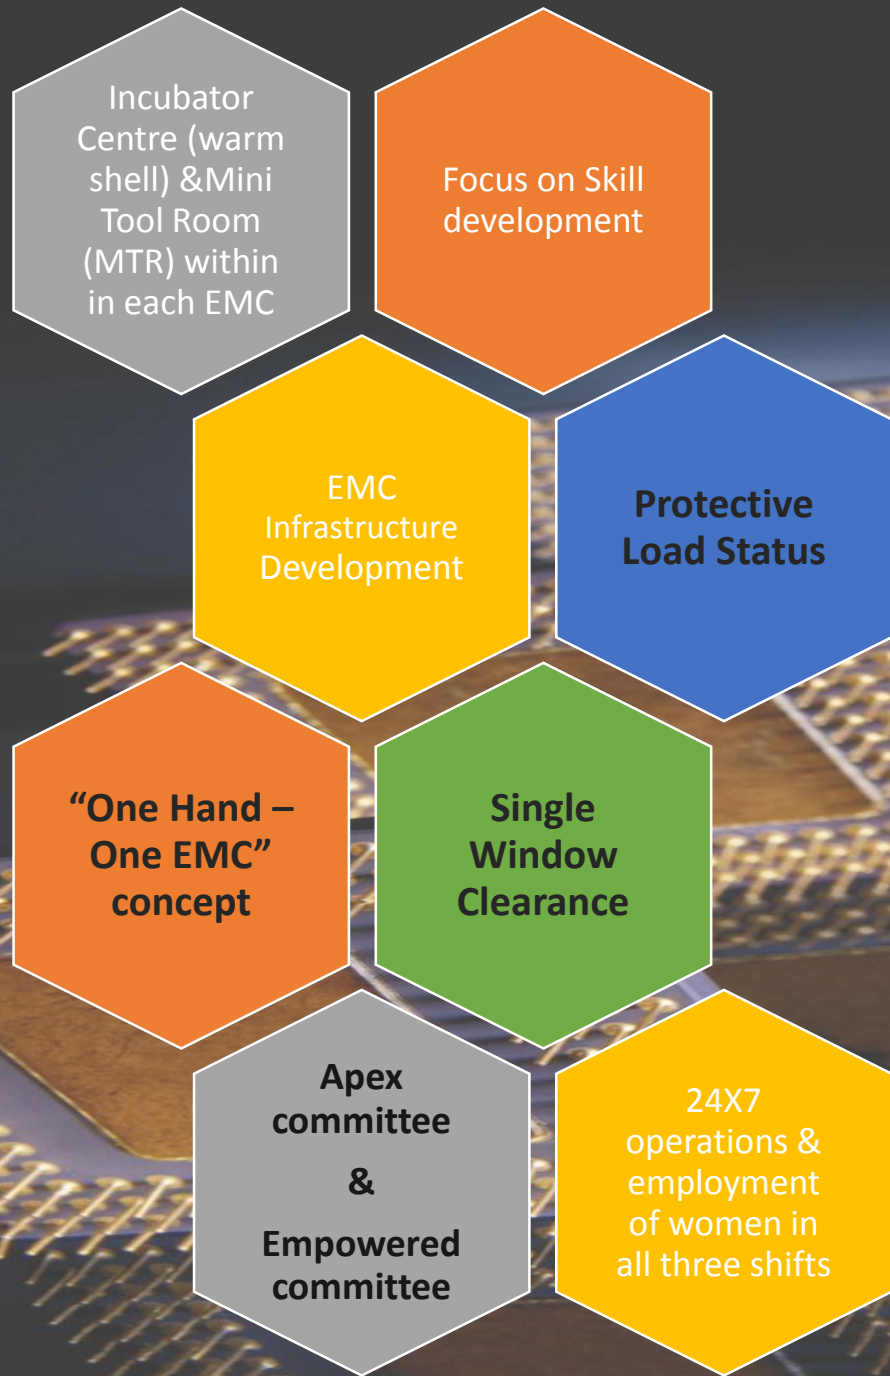 Incubator
Centre (warm
shell) &Mini
Tool Room
(MTR) within
in each EMC
Focus on Skill
development
EMC
Infrastructure
Development
Protective
Load Status
“One Hand –
One EMC”
concept
Single
Window
Clearance
Apex
committee
&
Empowered
committee
24X7
operations &
employment
of women in
all three shifts